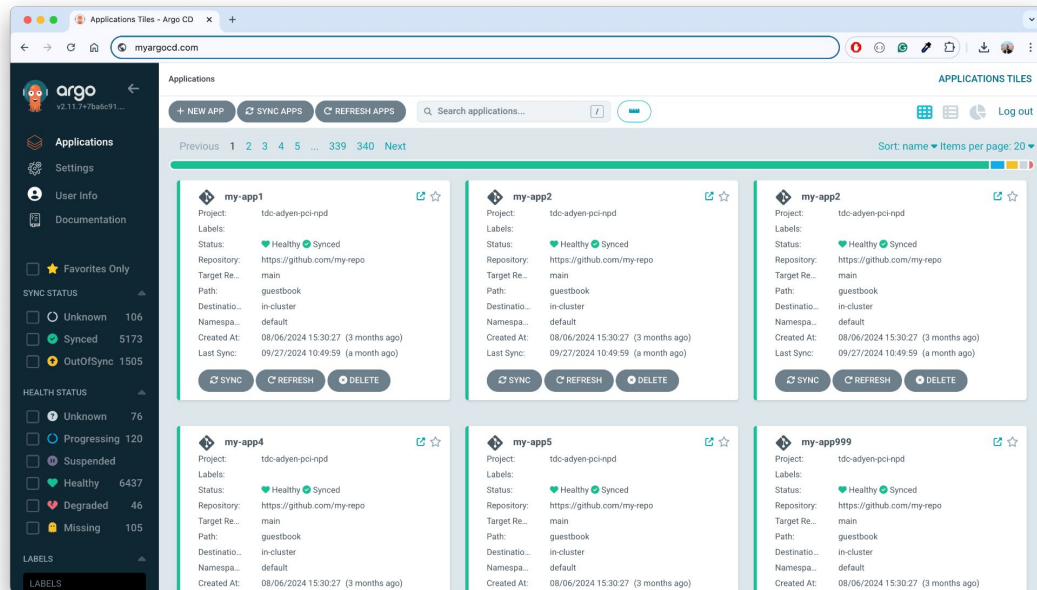 Applications Tiles - Argo CD
myargocd.com
argo
v2.11.7+7ba6c91...
Applications
Settings
User Info
Documentation
Favorites Only
SYNC STATUS
Unknown 106
Synced 5173
OutOfSync 1505
HEALTH STATUS
Unknown 76
Progressing 120
Suspended
Healthy 6437
Degraded 46
Missing 105
LABELS
LABELS
Applications
APPLICATIONS TILES
+ NEW APP SYNC APPS REFRESH APPS Search applications... / Log out
Previous 1 2 3 4 5 ... 339 340 Next
Sort: name Items per page: 20
my-app1
Project: tdc-adyen-pci-npd
Labels:
Status: Healthy Synced
Repository: https://github.com/my-repo
Target Re... main
Path: guestbook
Destinatio... in-cluster
Namespa... default
Created At: 08/06/2024 15:30:27 (3 months ago)
Last Sync: 09/27/2024 10:49:59 (a month ago)
SYNC REFRESH DELETE
my-app2
Project: tdc-adyen-pci-npd
Labels:
Status: Healthy Synced
Repository: https://github.com/my-repo
Target Re... main
Path: guestbook
Destinatio... in-cluster
Namespa... default
Created At: 08/06/2024 15:30:27 (3 months ago)
Last Sync: 09/27/2024 10:49:59 (a month ago)
SYNC REFRESH DELETE
my-app2
Project: tdc-adyen-pci-npd
Labels:
Status: Healthy Synced
Repository: https://github.com/my-repo
Target Re... main
Path: guestbook
Destinatio... in-cluster
Namespa... default
Created At: 08/06/2024 15:30:27 (3 months ago)
Last Sync: 09/27/2024 10:49:59 (a month ago)
SYNC REFRESH DELETE
my-app4
Project: tdc-adyen-pci-npd
Labels:
Status: Healthy Synced
Repository: https://github.com/my-repo
Target Re... main
Path: guestbook
Destinatio... in-cluster
Namespa... default
Created At: 08/06/2024 15:30:27 (3 months ago)
my-app5
Project: tdc-adyen-pci-npd
Labels:
Status: Healthy Synced
Repository: https://github.com/my-repo
Target Re... main
Path: guestbook
Destinatio... in-cluster
Namespa... default
Created At: 08/06/2024 15:30:27 (3 months ago)
my-app999
Project: tdc-adyen-pci-npd
Labels:
Status: Healthy Synced
Repository: https://github.com/my-repo
Target Re... main
Path: guestbook
Destinatio... in-cluster
Namespa... default
Created At: 08/06/2024 15:30:27 (3 months ago)